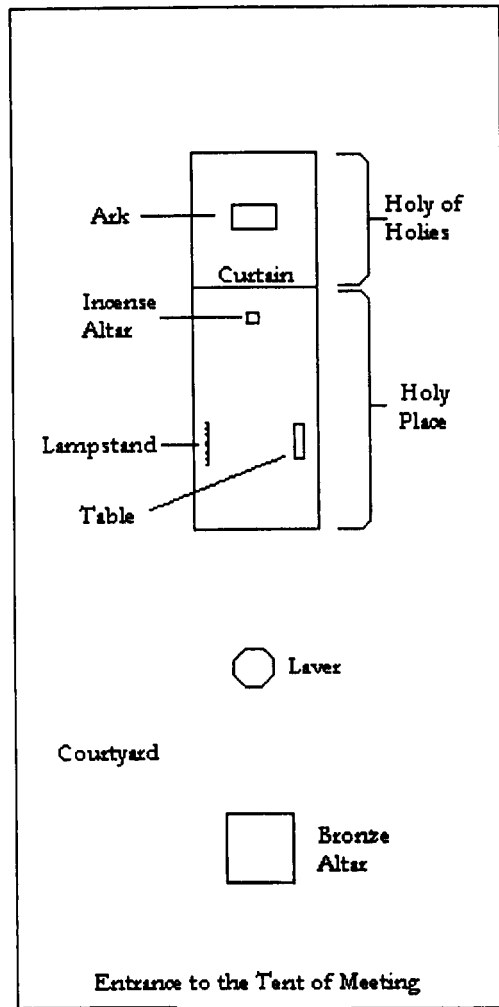 Ark
Holy of
Holies
Curtain
Incense
Altar
Holy
Place
Lampstand
Table
Laver
Courtyard
Bronze
Altar
Entrance to the Tent of Meeting